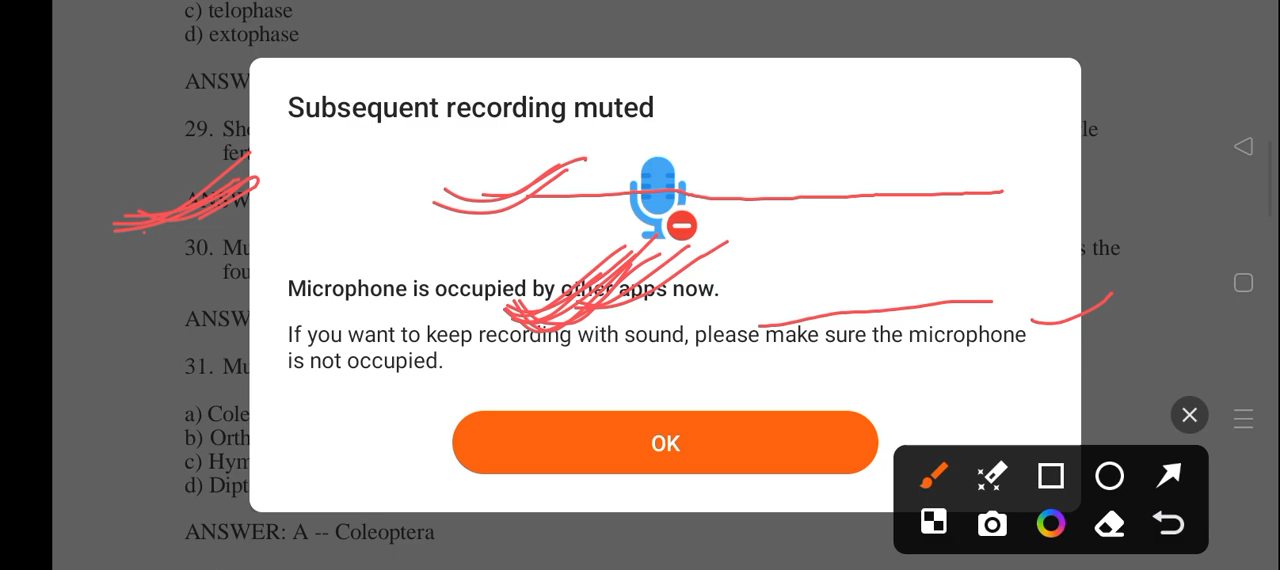 c) telophase
d) extophase
ANSW
Subsequent recording muted
29. Sh le
fer
ANSW
30. Mu s the
fou
Microphone is occupied by other apps now.
ANSW
If you want to keep recording with sound, please make sure the microphone
is not occupied.
31. Mu
a) Cole
b) Orth
c) Hym
d) Dipt
OK
ANSWER: A -- Coleoptera